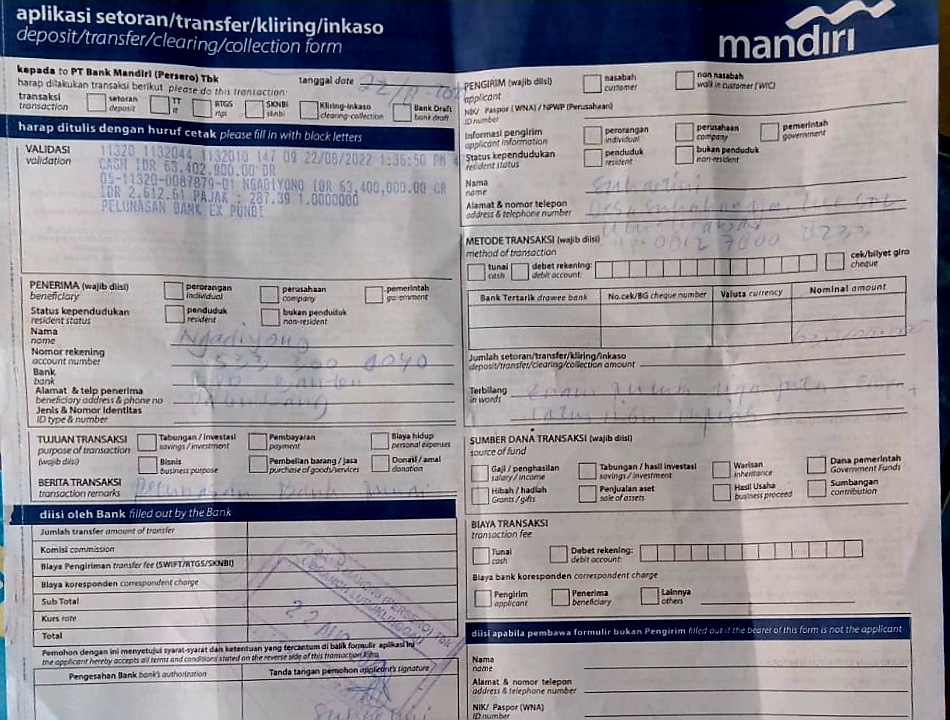 aplikasi setoran/transfer/kliring/inkaso
deposit/transfer/clearing/collection form
mandiri
kepada to PT Bank Mandiri (Persero) Tbk
tanggal date
harap dilakukan transaksi berikut please do this transaction:
transaksi transaction
setoran deposit
TT tt
RTGS rtgs
SKNBI sknbi
Kliring-inkaso clearing-collection
Bank Draft bank draft
harap ditulis dengan huruf cetak please fill in with block letters
VALIDASI
validation
11320 1132044 1132010 147 09 22/08/2022 1:36:50 PM
CASH IDR 63,402,900.00 DR
05-11320-0087879-01 NGADIYONO IDR 63,400,000.00 CR
IDR 2,612.61 PAJAK : 287.39 1.0000000
PELUNASAN BANK EX PUNDI
PENERIMA (wajib diisi)
beneficiary
perorangan individual
perusahaan company
pemerintah government
Status kependudukan
resident status
penduduk resident
bukan penduduk non-resident
Nama
name
Ngadiyono
Nomor rekening
account number
Bank
bank
Banten
Alamat & telp penerima
beneficiary address & phone no
Jenis & Nomor Identitas
ID type & number
TUJUAN TRANSAKSI
purpose of transaction
(wajib diisi)
Tabungan / Investasi savings / investment
Pembayaran payment
Biaya hidup personal expenses
Bisnis business purpose
Pembelian barang / jasa purchase of goods/services
Donasi / amal donation
BERITA TRANSAKSI
transaction remarks
Pelunasan Bank Pundi
diisi oleh Bank filled out by the Bank
Jumlah transfer amount of transfer
Komisi commission
Biaya Pengiriman transfer fee (SWIFT/RTGS/SKNBI)
Biaya koresponden correspondent charge
Sub Total
Kurs rate
Total
Pemohon dengan ini menyetujui syarat-syarat dan ketentuan yang tercantum di balik formulir aplikasi ini
the applicant hereby accepts all terms and conditions stated on the reverse side of this transaction form
Pengesahan Bank bank's authorization
Tanda tangan pemohon applicant's signature
PENGIRIM (wajib diisi)
applicant
nasabah customer
non nasabah walk in customer (WIC)
NIK/ Paspor (WNA) / NPWP (Perusahaan)
ID number
Informasi pengirim
applicant information
perorangan individual
perusahaan company
pemerintah government
Status kependudukan
resident status
penduduk resident
bukan penduduk non-resident
Nama
name
Suhartini
Alamat & nomor telepon
address & telephone number
METODE TRANSAKSI (wajib diisi)
method of transaction
tunai cash
debet rekening: debit account:
cek/bilyet giro cheque
Bank Tertarik drawee bank
No.cek/BG cheque number
Valuta currency
Nominal amount
Jumlah setoran/transfer/kliring/inkaso
deposit/transfer/clearing/collection amount
Terbilang
in words
Enam puluh tiga juta
SUMBER DANA TRANSAKSI (wajib diisi)
source of fund
Gaji / penghasilan salary / income
Tabungan / hasil investasi savings / investment
Warisan inheritance
Dana pemerintah Government Funds
Hibah / hadiah Grants / gifts
Penjualan aset sale of assets
Hasil Usaha business proceed
Sumbangan contribution
BIAYA TRANSAKSI
transaction fee
Tunai cash
Debet rekening: debit account:
Biaya bank koresponden correspondent charge
Pengirim applicant
Penerima beneficiary
Lainnya others
diisi apabila pembawa formulir bukan Pengirim filled out if the bearer of this form is not the applicant
Nama
name
Alamat & nomor telepon
address & telephone number
NIK/ Paspor (WNA)
ID number